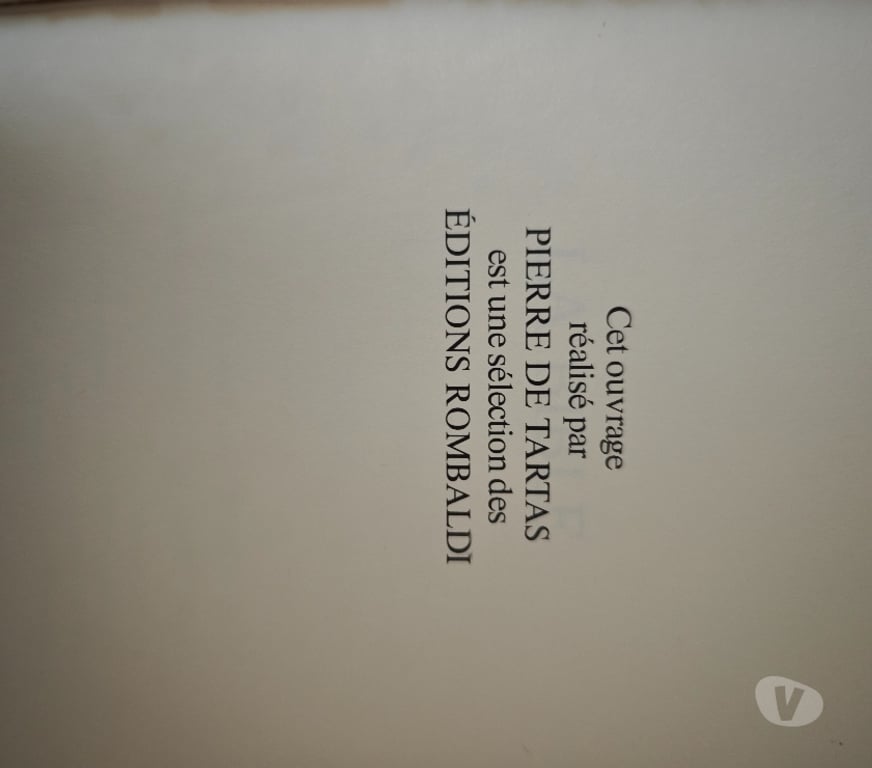 Cet ouvrage
réalisé par
PIERRE DE TARTAS
est une sélection des
ÉDITIONS ROMBALDI
V